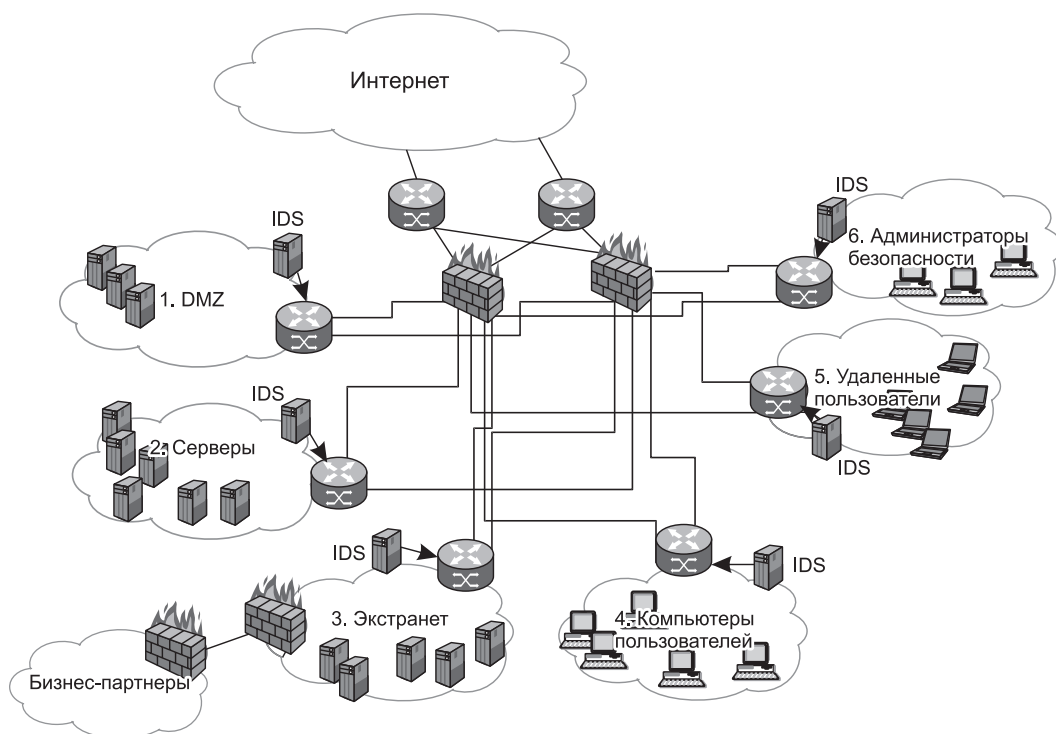 Интернет
IDS
IDS
6. Администраторы
безопасности
1. DMZ
5. Удаленные
пользователи
IDS
2. Серверы
IDS
IDS
IDS
3. Экстранет
4. Компьютеры
пользователей
Бизнес-партнеры